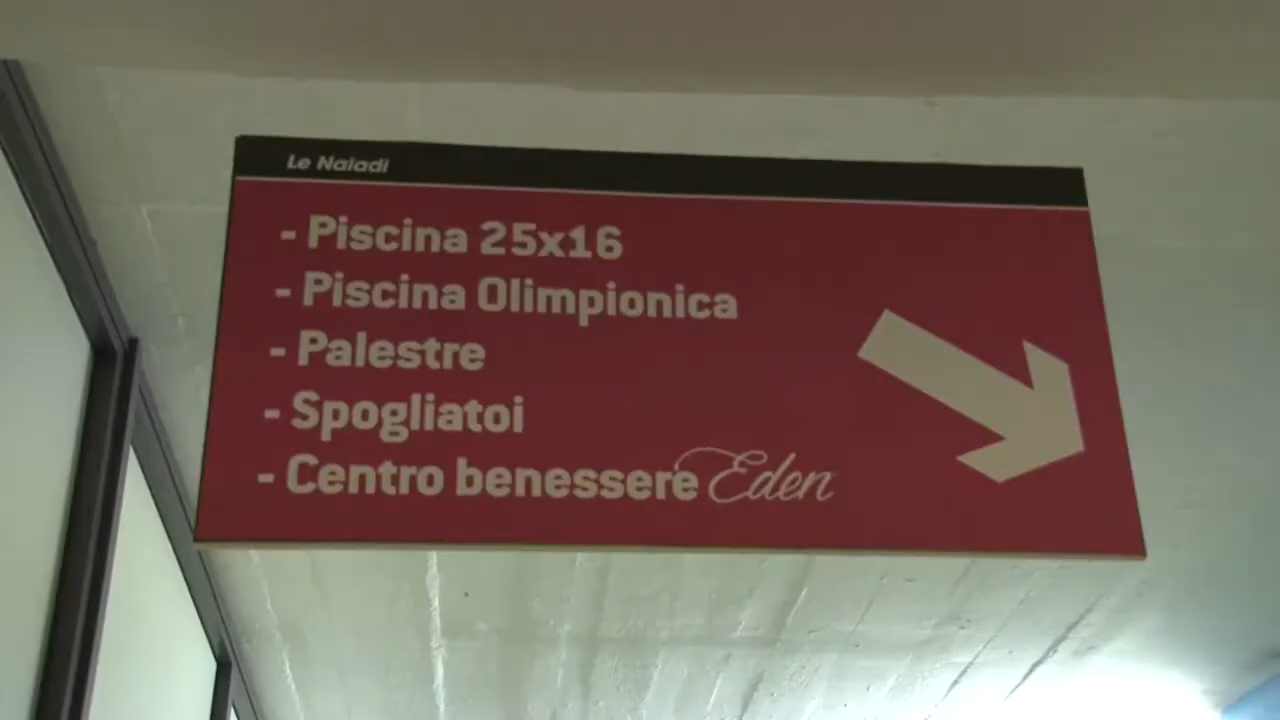 Le Naiadi
- Piscina 25x16
- Piscina Olimpionica
- Palestre
- Spogliatoi
- Centro benessere Eden